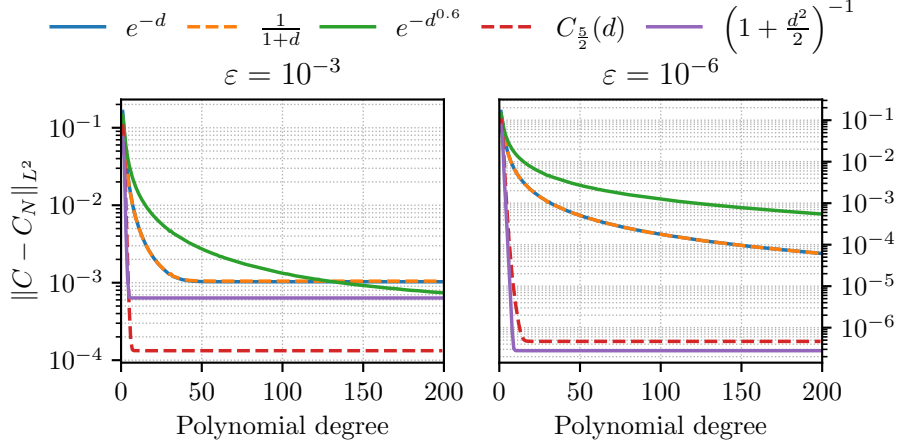 e^{-d} 1/(1+d) e^{-d^{0.6}} C_{5/2}(d) (1 + d²/2)^{-1}
ε = 10⁻³ ε = 10⁻⁶
10⁻¹ 10⁻² 10⁻³ 10⁻⁴
‖C − C_N‖_{L²}
10⁻¹ 10⁻² 10⁻³ 10⁻⁴ 10⁻⁵ 10⁻⁶
0 50 100 150 200 0 50 100 150 200
Polynomial degree Polynomial degree